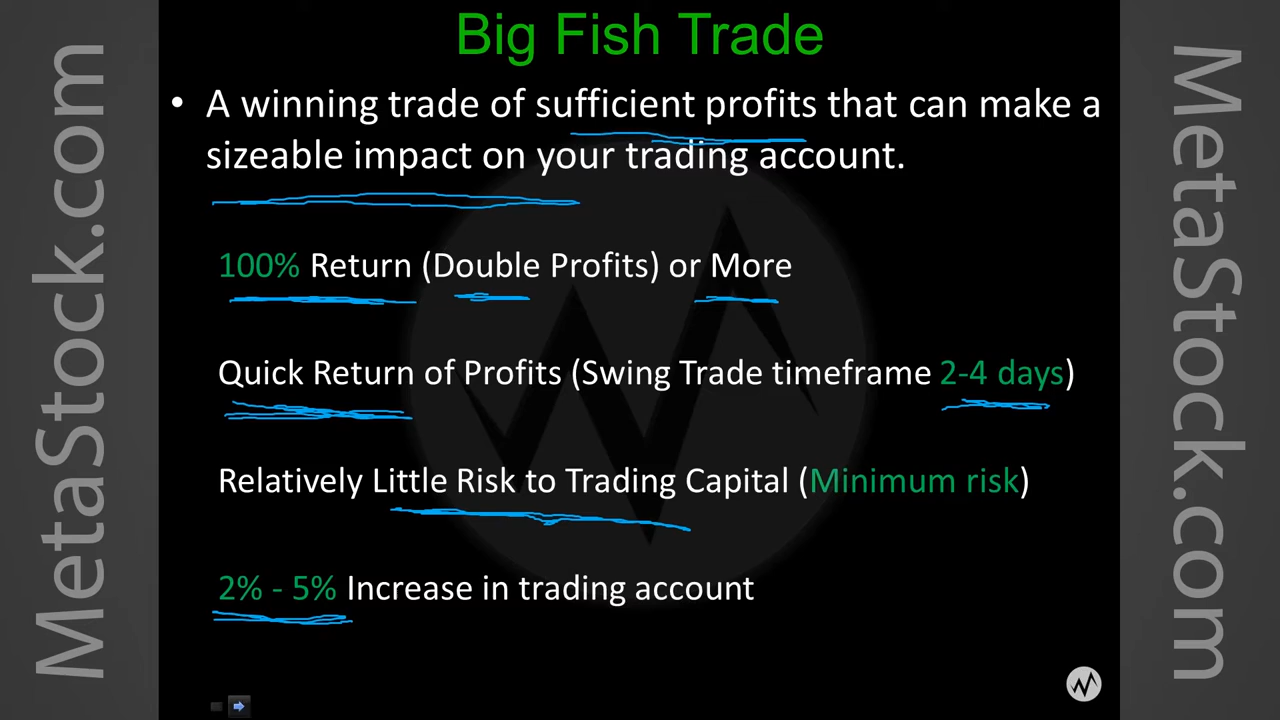 Big Fish Trade
• A winning trade of sufficient profits that can make a
sizeable impact on your trading account.
100% Return (Double Profits) or More
Quick Return of Profits (Swing Trade timeframe 2-4 days)
Relatively Little Risk to Trading Capital (Minimum risk)
2% - 5% Increase in trading account
MetaStock.com
MetaStock.com